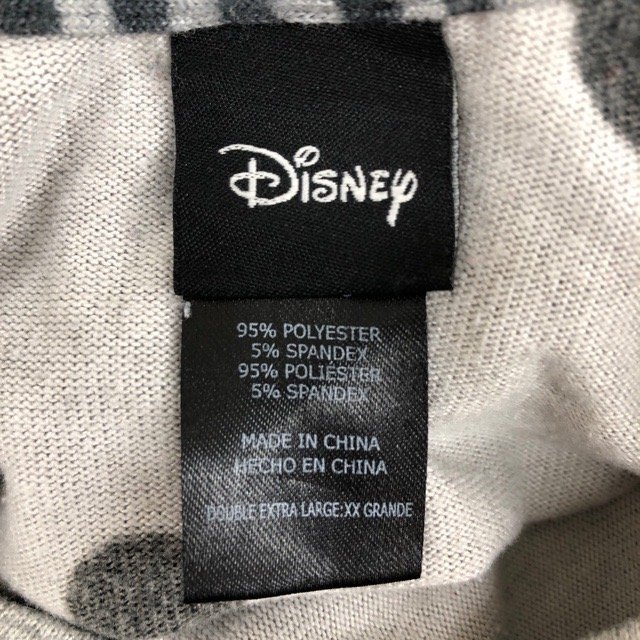 Disney
95% POLYESTER
5% SPANDEX
95% POLIÉSTER
5% SPANDEX
MADE IN CHINA
HECHO EN CHINA
DOUBLE EXTRA LARGE:XX GRANDE